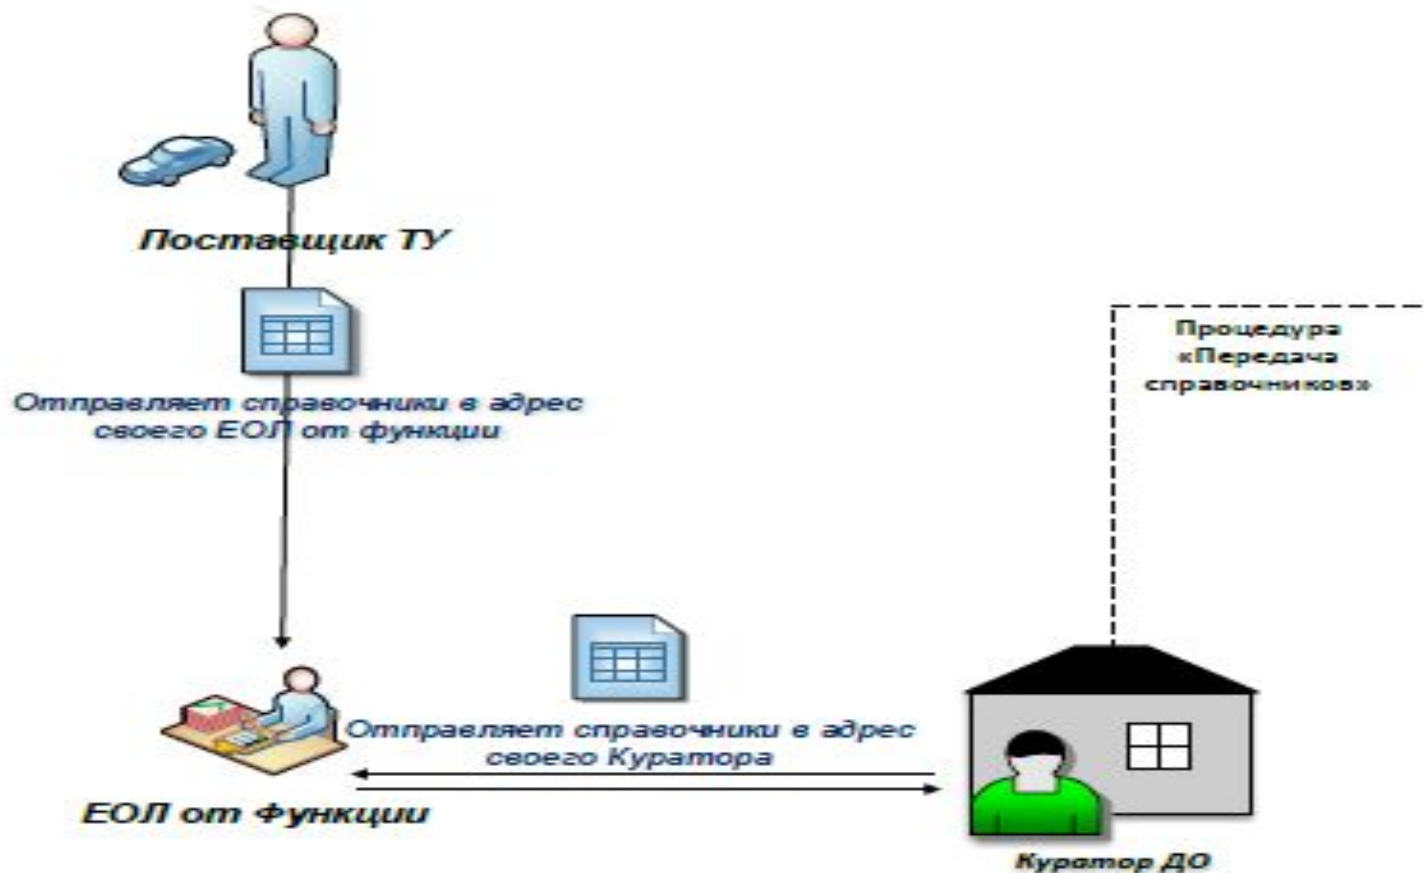 Поставщик ТУ
Отправляет справочники в адрес
своего ЕОЛ от функции
Процедура
«Передача
справочников»
Отправляет справочники в адрес
своего Куратора
ЕОЛ от Функции
Куратор ДО